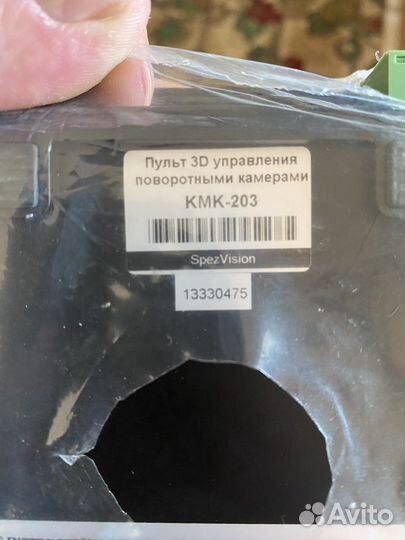 Пульт 3D управления
поворотными камерами
KMK-203
SpezVision
13330475
Avito